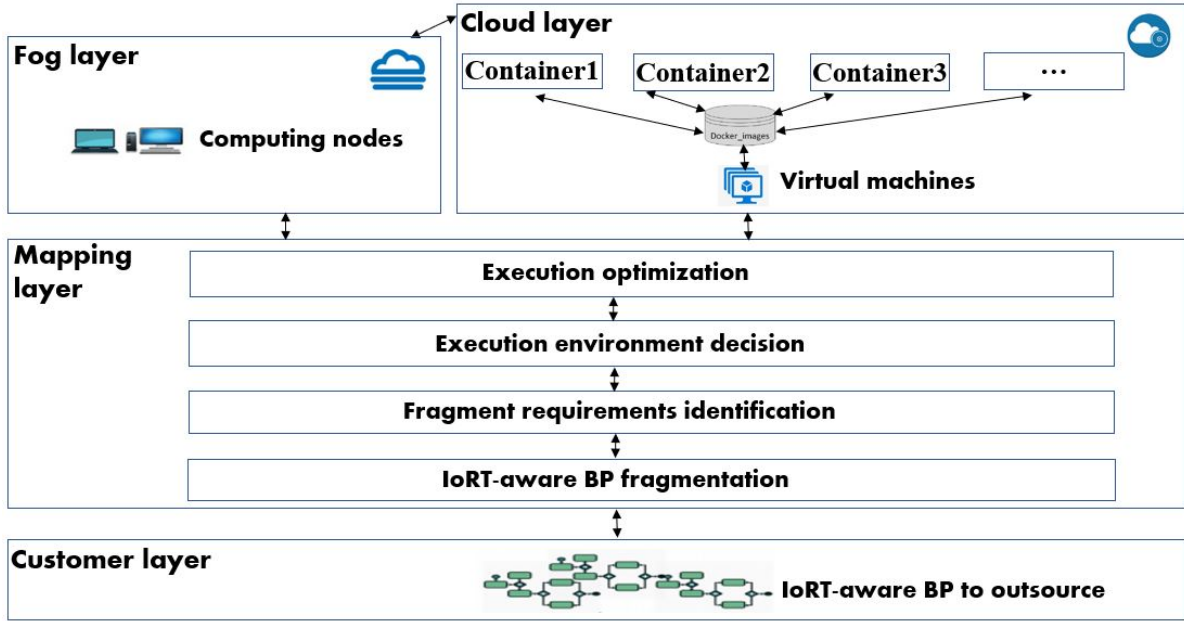 Fog layer
Computing nodes
Cloud layer
Container1
Container2
Container3
...
Docker_images
Virtual machines
Mapping
layer
Execution optimization
Execution environment decision
Fragment requirements identification
IoRT-aware BP fragmentation
Customer layer
IoRT-aware BP to outsource